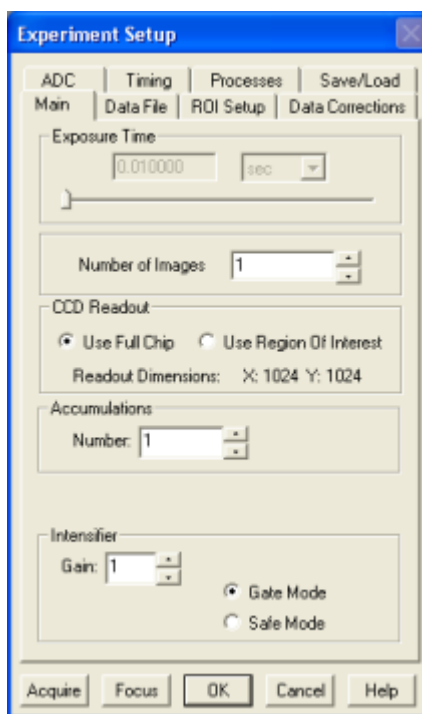 Experiment Setup
ADC Timing Processes Save/Load
Main Data File ROI Setup Data Corrections
Exposure Time
0.010000 sec
Number of Images 1
CCD Readout
Use Full Chip Use Region Of Interest
Readout Dimensions: X: 1024 Y: 1024
Accumulations
Number: 1
Intensifier
Gain: 1
Gate Mode
Safe Mode
Acquire Focus OK Cancel Help